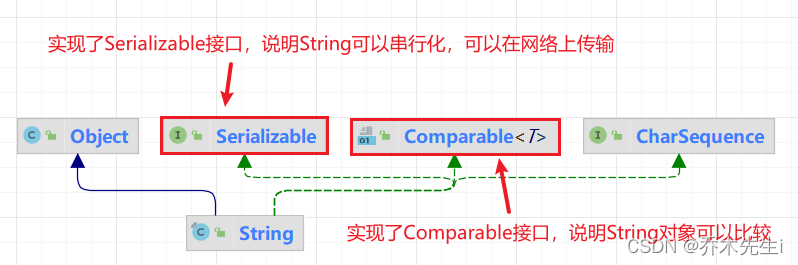 实现了Serializable接口，说明String可以串行化，可以在网络上传输
C Object
I Serializable
01 Comparable<T>
I CharSequence
C String
实现了Comparable接口，说明String对象可以比较
CSDN @乔木先生i